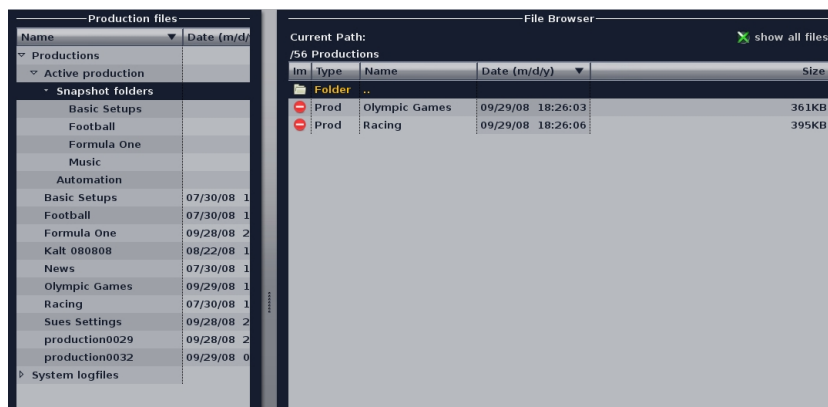 Production files
Name Date (m/d/
Productions
Active production
Snapshot folders
Basic Setups
Football
Formula One
Music
Automation
Basic Setups 07/30/08 1
Football 07/30/08 1
Formula One 09/28/08 2
Kalt 080808 08/22/08 1
News 07/30/08 1
Olympic Games 09/29/08 1
Racing 07/30/08 1
Sues Settings 09/28/08 2
production0029 09/28/08 2
production0032 09/29/08 0
System logfiles
File Browser
Current Path: show all files
/56 Productions
Im Type Name Date (m/d/y) Size
Folder ..
Prod Olympic Games 09/29/08 18:26:03 361KB
Prod Racing 09/29/08 18:26:06 395KB